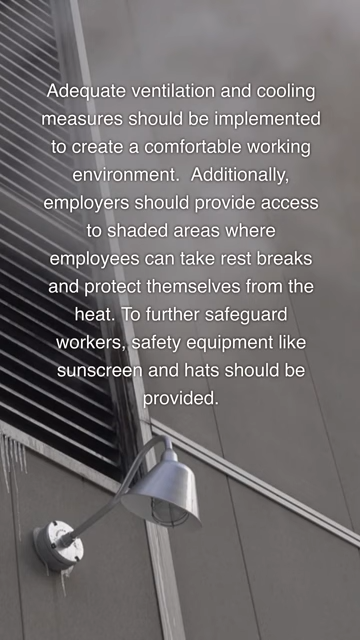 Adequate ventilation and cooling
measures should be implemented
to create a comfortable working
environment.  Additionally,
employers should provide access
to shaded areas where
employees can take rest breaks
and protect themselves from the
heat. To further safeguard
workers, safety equipment like
sunscreen and hats should be
provided.